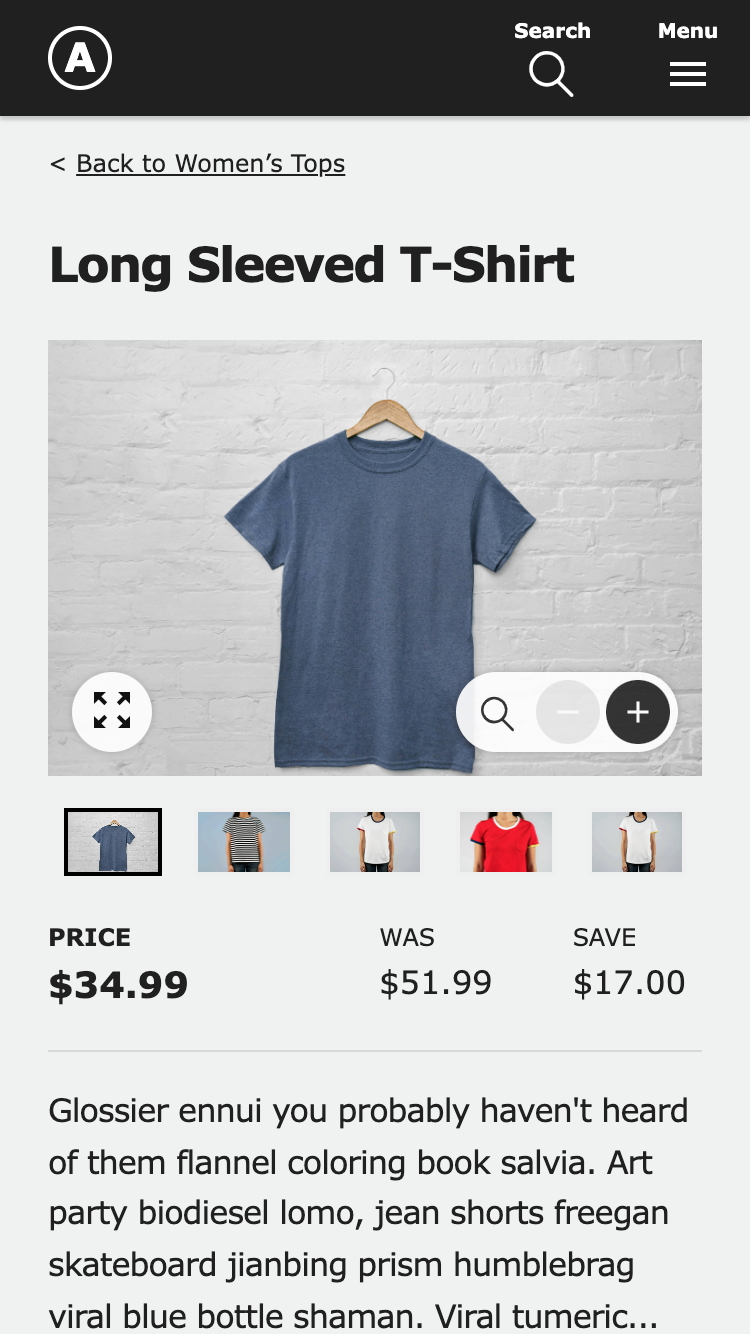 A
Search
Menu
< Back to Women’s Tops
Long Sleeved T-Shirt
PRICE
$34.99
WAS
$51.99
SAVE
$17.00
Glossier ennui you probably haven't heard
of them flannel coloring book salvia. Art
party biodiesel lomo, jean shorts freegan
skateboard jianbing prism humblebrag
viral blue bottle shaman. Viral tumeric...